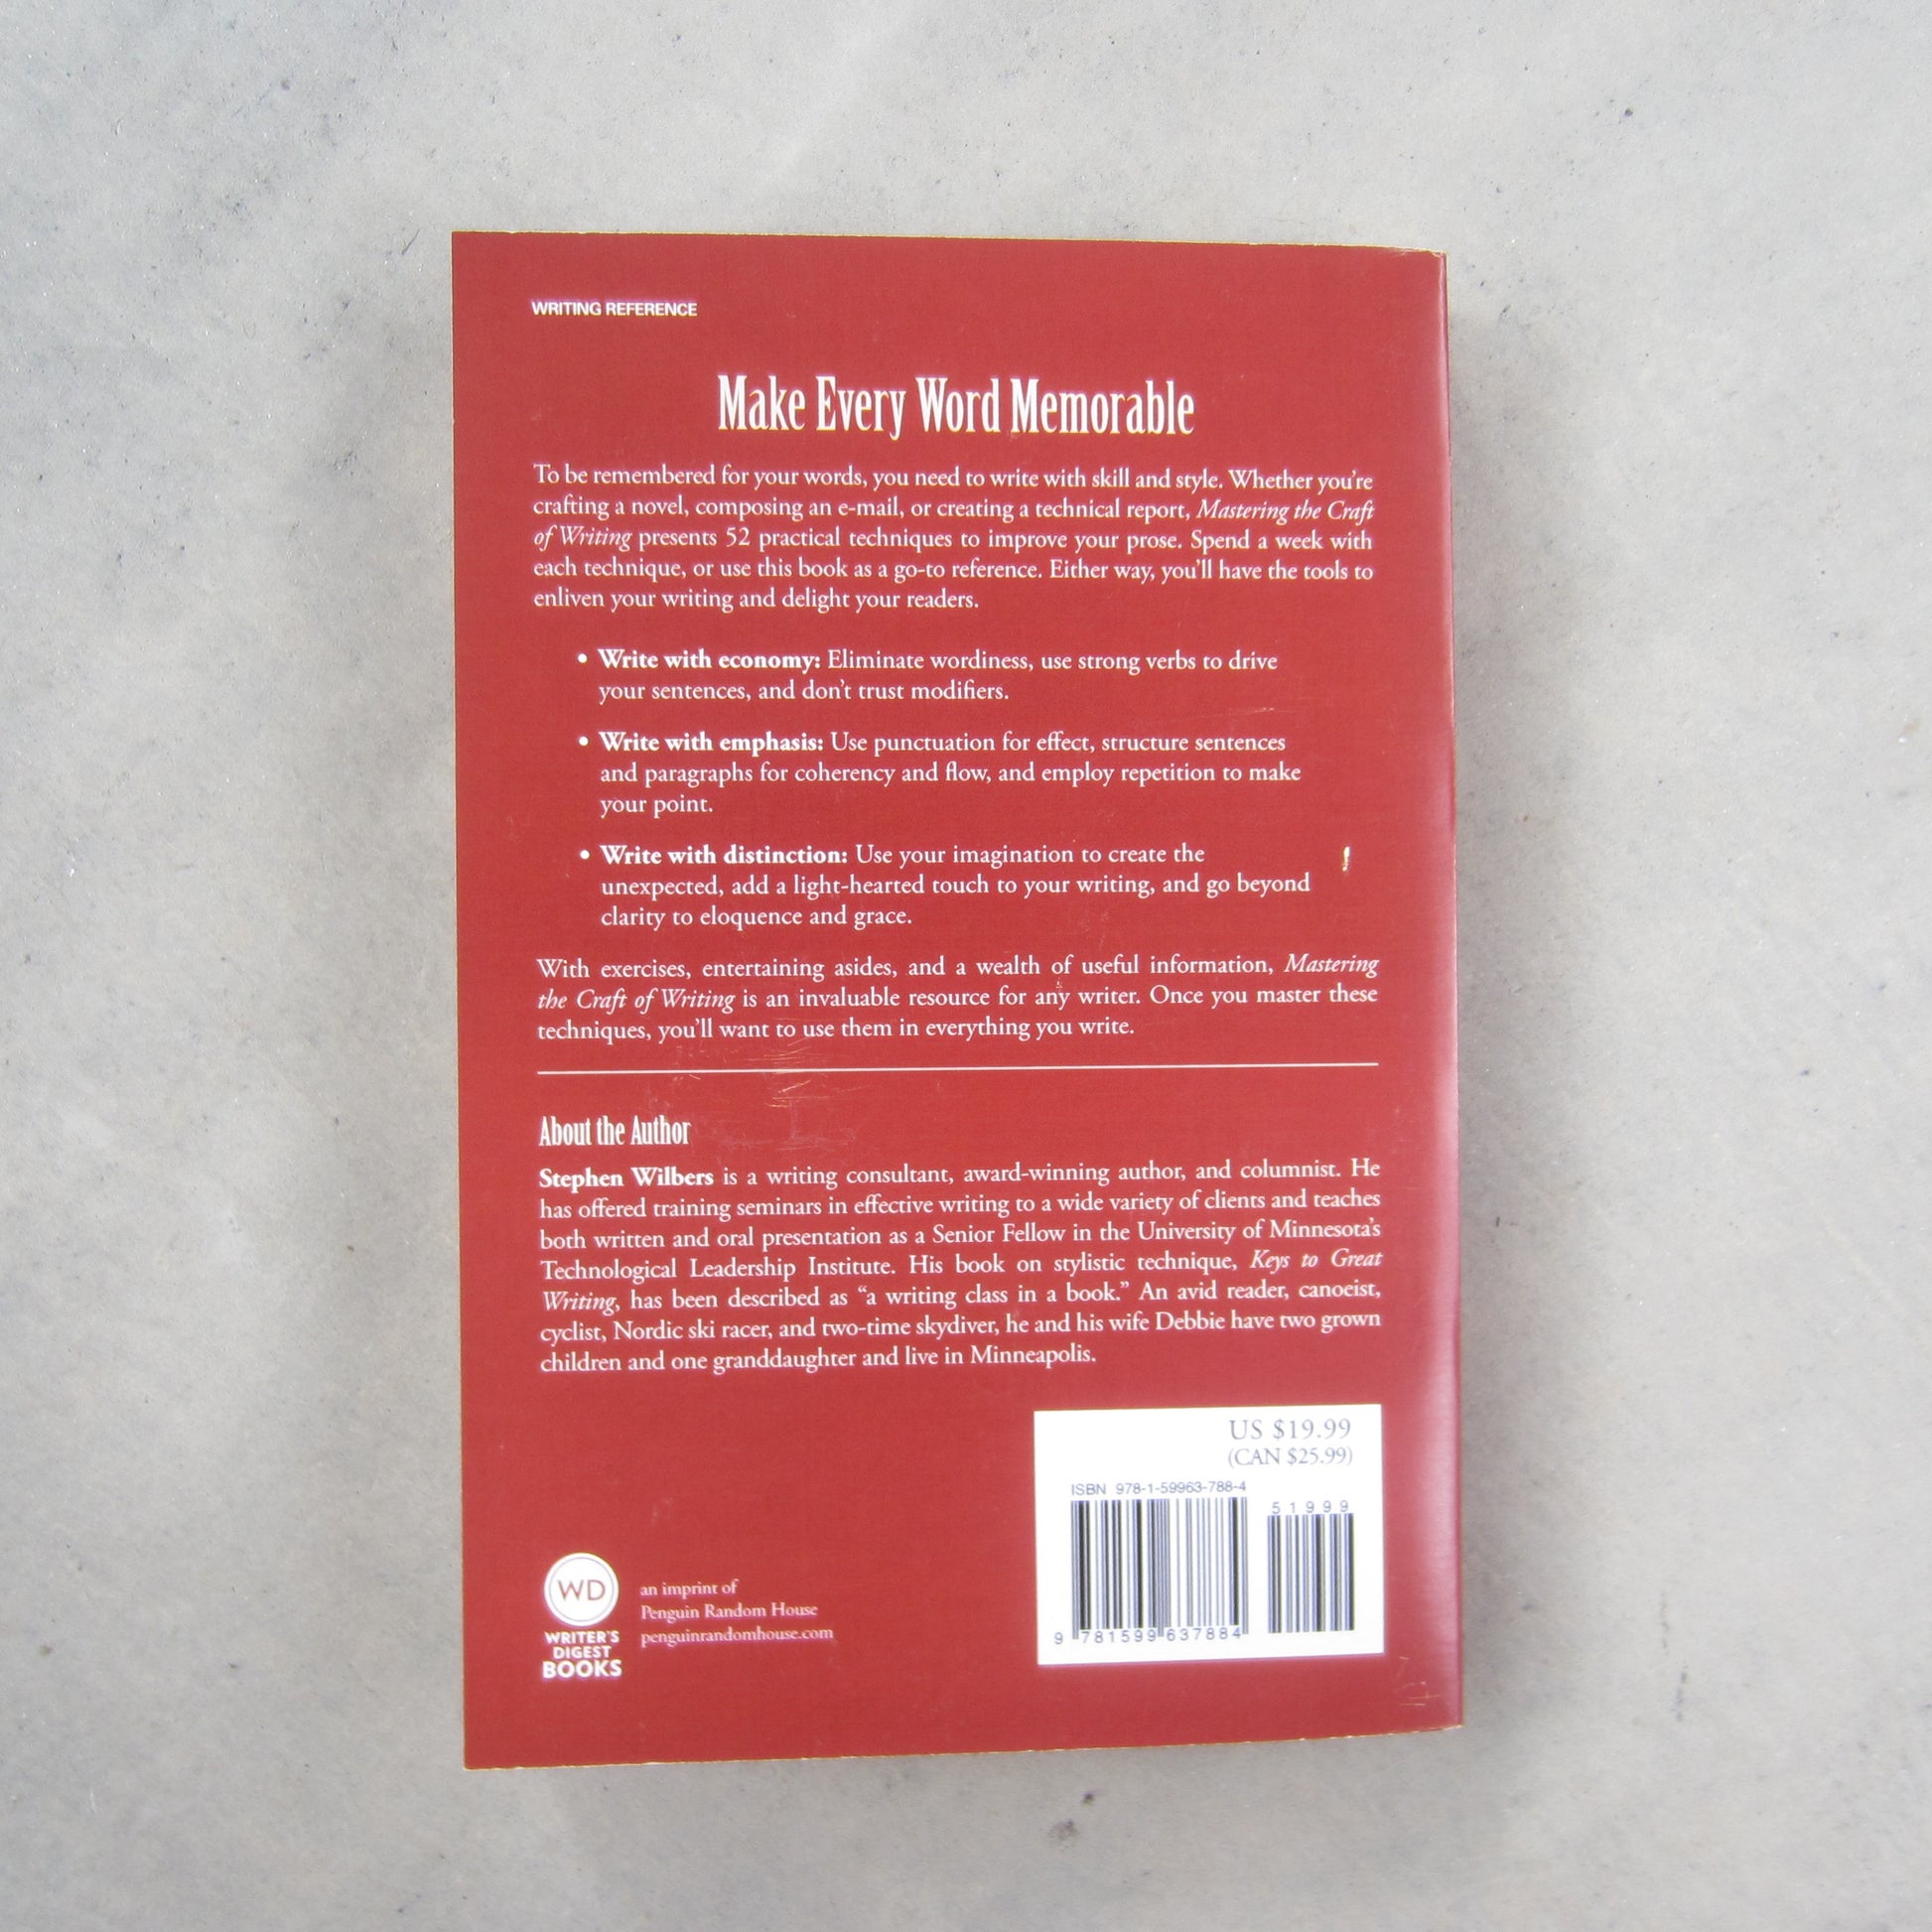 WRITING REFERENCE
Make Every Word Memorable
To be remembered for your words, you need to write with skill and style. Whether you're
crafting a novel, composing an e-mail, or creating a technical report, Mastering the Craft
of Writing presents 52 practical techniques to improve your prose. Spend a week with
each technique, or use this book as a go-to reference. Either way, you'll have the tools to
enliven your writing and delight your readers.
• Write with economy: Eliminate wordiness, use strong verbs to drive
your sentences, and don't trust modifiers.
• Write with emphasis: Use punctuation for effect, structure sentences
and paragraphs for coherency and flow, and employ repetition to make
your point.
• Write with distinction: Use your imagination to create the
unexpected, add a light-hearted touch to your writing, and go beyond
clarity to eloquence and grace.
With exercises, entertaining asides, and a wealth of useful information, Mastering
the Craft of Writing is an invaluable resource for any writer. Once you master these
techniques, you'll want to use them in everything you write.
About the Author
Stephen Wilbers is a writing consultant, award-winning author, and columnist. He
has offered training seminars in effective writing to a wide variety of clients and teaches
both written and oral presentation as a Senior Fellow in the University of Minnesota's
Technological Leadership Institute. His book on stylistic technique, Keys to Great
Writing, has been described as “a writing class in a book.” An avid reader, canoeist,
cyclist, Nordic ski racer, and two-time skydiver, he and his wife Debbie have two grown
children and one granddaughter and live in Minneapolis.
WD
WRITER'S
DIGEST
BOOKS
an imprint of
Penguin Random House
penguinrandomhouse.com
US $19.99
(CAN $25.99)
ISBN 978-1-59963-788-4
51999
9 781599 637884